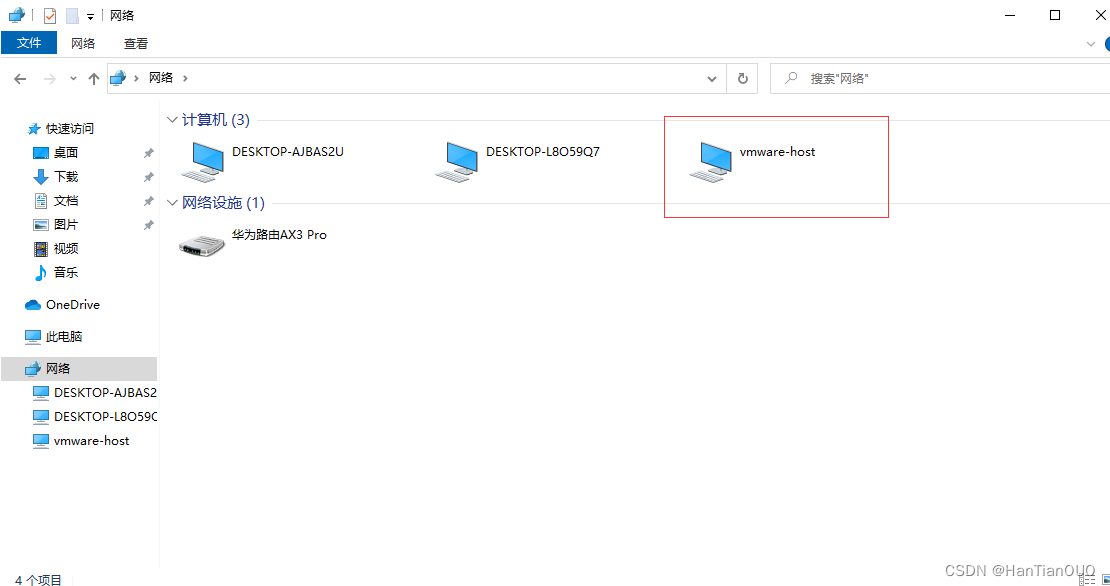 网络
文件 网络 查看
网络
搜索"网络"
快速访问
桌面
下载
文档
图片
视频
音乐
OneDrive
此电脑
网络
DESKTOP-AJBAS2
DESKTOP-L8O59C
vmware-host
计算机 (3)
DESKTOP-AJBAS2U
DESKTOP-L8O59Q7
vmware-host
网络设施 (1)
华为路由AX3 Pro
4 个项目
CSDN @HanTianOUO